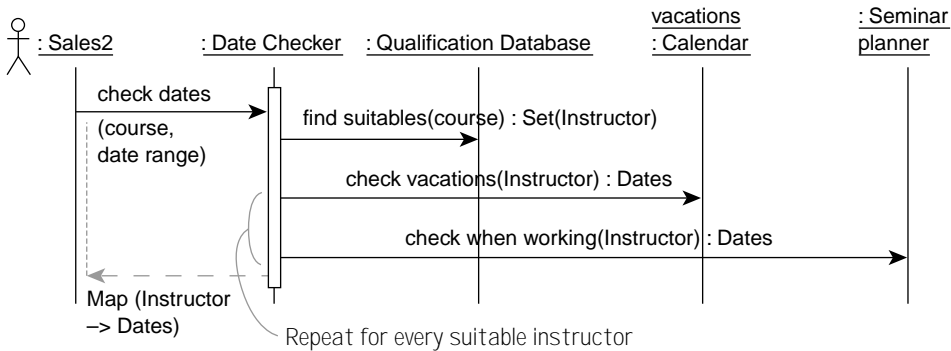 vacations
: Seminar
: Sales2
: Date Checker
: Qualification Database
: Calendar
planner
check dates
(course,
date range)
find suitables(course) : Set(Instructor)
check vacations(Instructor) : Dates
check when working(Instructor) : Dates
Map (Instructor
–> Dates)
Repeat for every suitable instructor